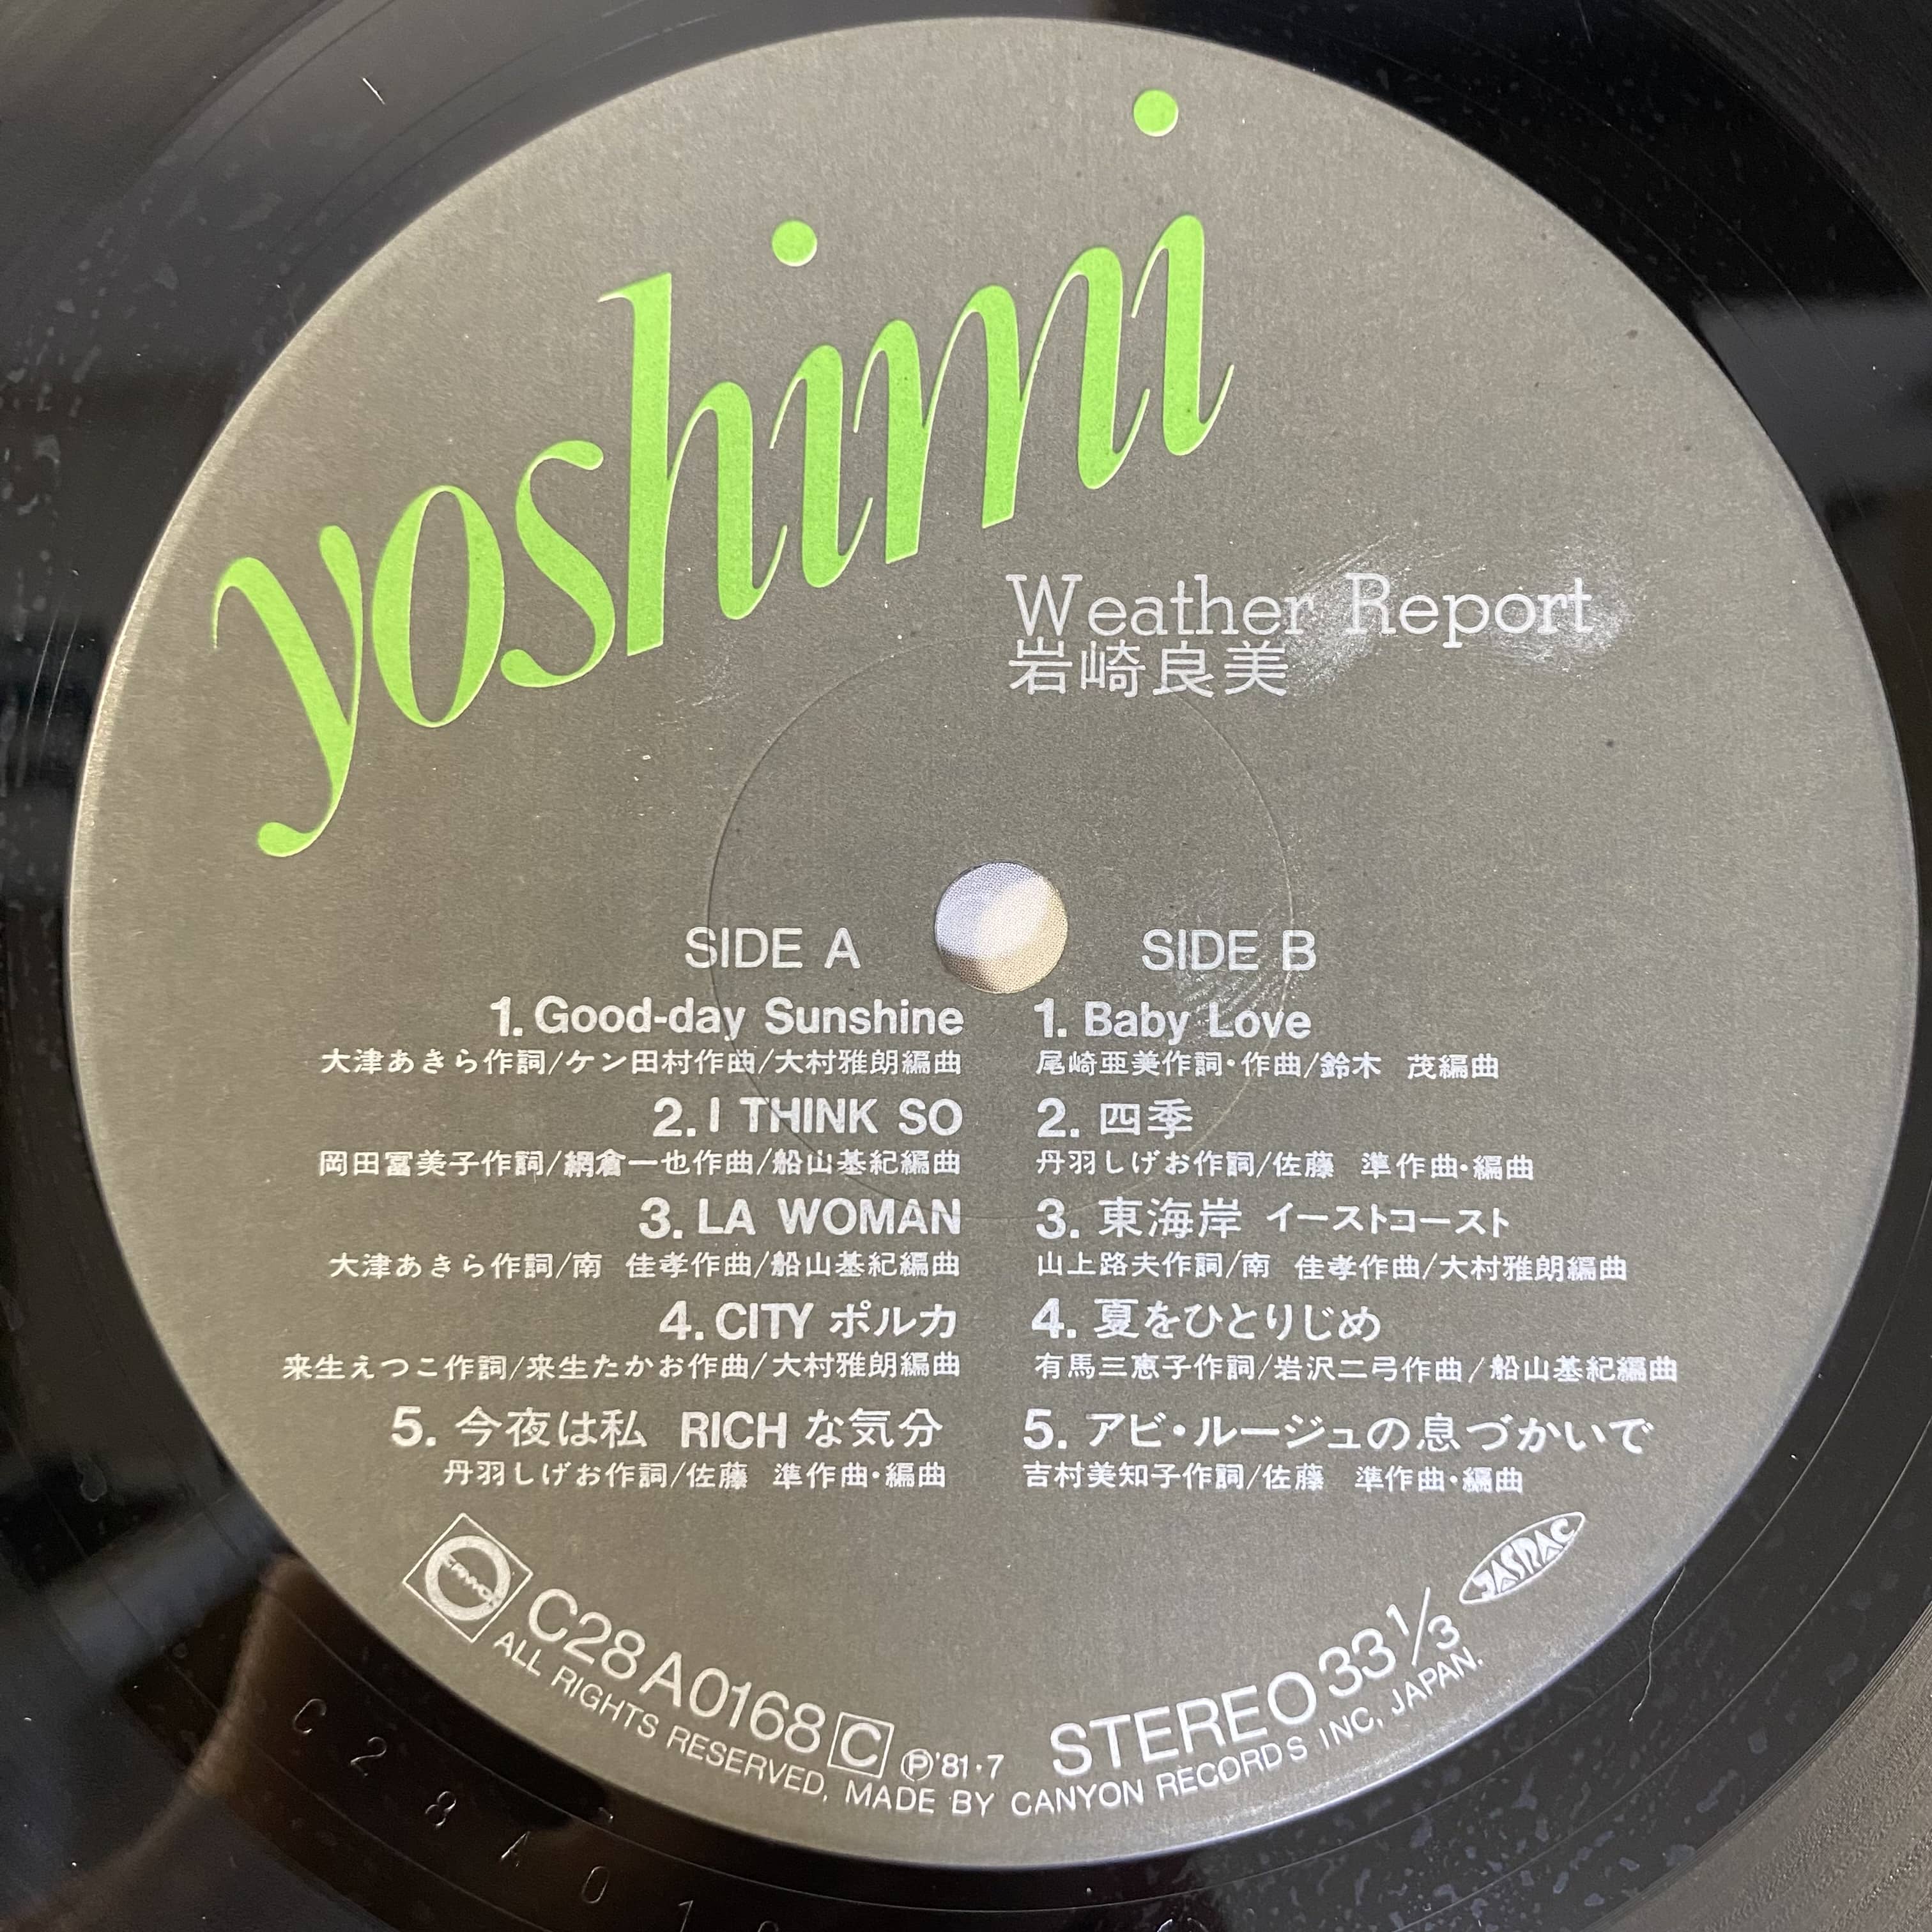 yoshimi
Weather Report
岩崎良美
SIDE A
1. Good-day Sunshine
大津あきら作詞/ケン田村作曲/大村雅朗編曲
2. I THINK SO
岡田冨美子作詞/網倉一也作曲/船山基紀編曲
3. LA WOMAN
大津あきら作詞/南 佳孝作曲/船山基紀編曲
4. CITY ポルカ
来生えつこ作詞/来生たかお作曲/大村雅朗編曲
5. 今夜は私 RICH な気分
丹羽しげお作詞/佐藤 準作曲・編曲
SIDE B
1. Baby Love
尾崎亜美作詞・作曲/鈴木 茂編曲
2. 四季
丹羽しげお作詞/佐藤 準作曲・編曲
3. 東海岸 イーストコースト
山上路夫作詞/南 佳孝作曲/大村雅朗編曲
4. 夏をひとりじめ
有馬三恵子作詞/岩沢二弓作曲/船山基紀編曲
5. アビ・ルージュの息づかいで
吉村美知子作詞/佐藤 準作曲・編曲
CANYON
C28A0168 C Ⓟ'81・7
STEREO 33 1/3
JASRAC
ALL RIGHTS RESERVED, MADE BY CANYON RECORDS INC, JAPAN.
C 2 8 A 0 1